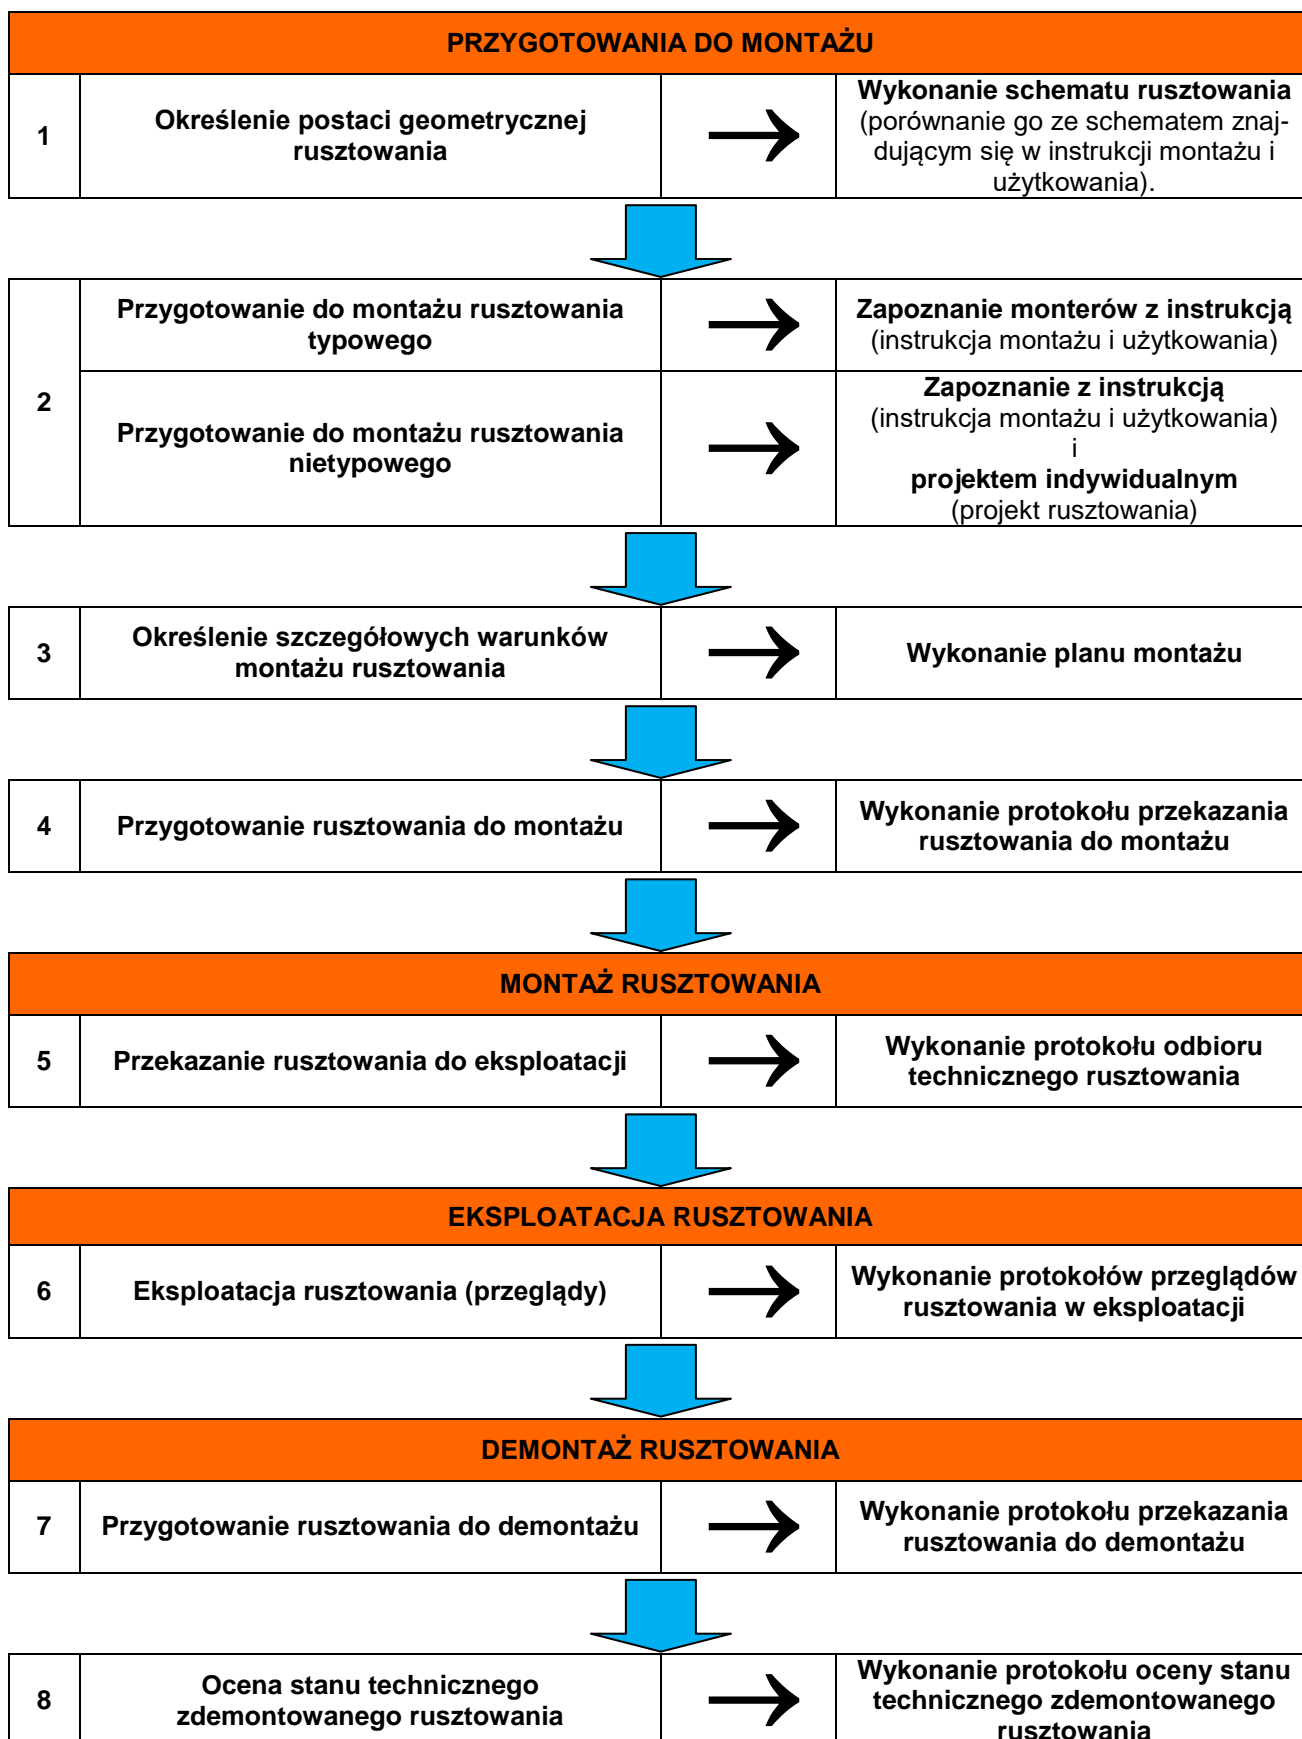 PRZYGOTOWANIA DO MONTAŻU
1
Określenie postaci geometrycznej
rusztowania
Wykonanie schematu rusztowania
(porównanie go ze schematem znaj-
dującym się w instrukcji montażu i
użytkowania).
2
Przygotowanie do montażu rusztowania
typowego
Zapoznanie monterów z instrukcją
(instrukcja montażu i użytkowania)
Przygotowanie do montażu rusztowania
nietypowego
Zapoznanie z instrukcją
(instrukcja montażu i użytkowania)
i
projektem indywidualnym
(projekt rusztowania)
3
Określenie szczegółowych warunków
montażu rusztowania
Wykonanie planu montażu
4
Przygotowanie rusztowania do montażu
Wykonanie protokołu przekazania
rusztowania do montażu
MONTAŻ RUSZTOWANIA
5
Przekazanie rusztowania do eksploatacji
Wykonanie protokołu odbioru
technicznego rusztowania
EKSPLOATACJA RUSZTOWANIA
6
Eksploatacja rusztowania (przeglądy)
Wykonanie protokołów przeglądów
rusztowania w eksploatacji
DEMONTAŻ RUSZTOWANIA
7
Przygotowanie rusztowania do demontażu
Wykonanie protokołu przekazania
rusztowania do demontażu
8
Ocena stanu technicznego
zdemontowanego rusztowania
Wykonanie protokołu oceny stanu
technicznego zdemontowanego
rusztowania